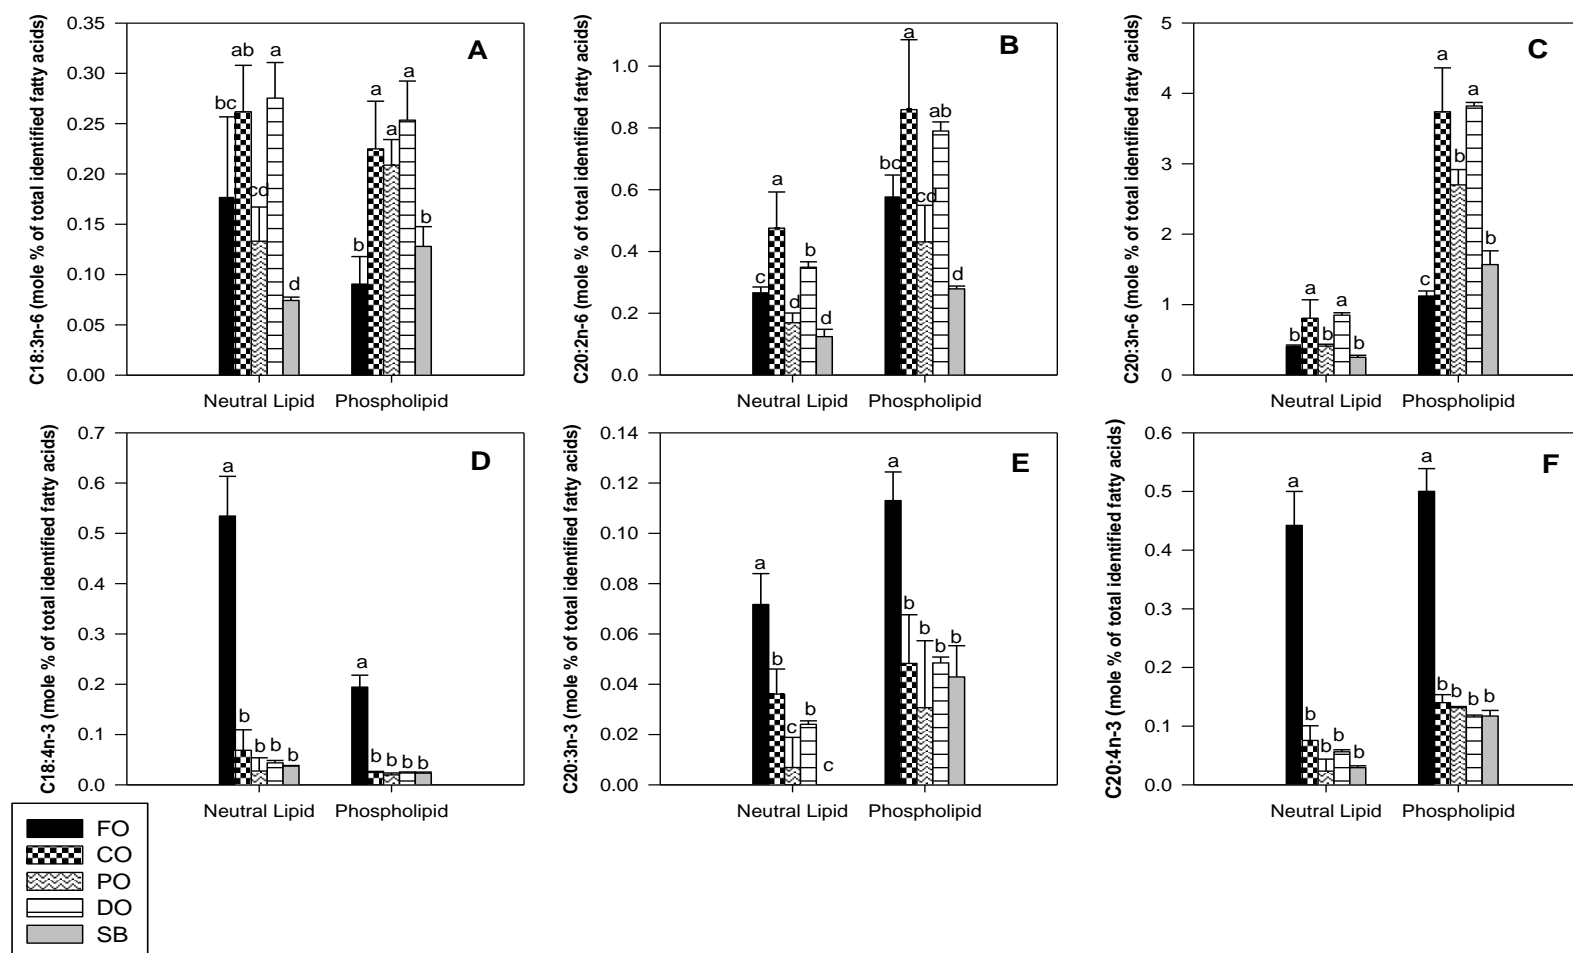 C18:3n-6 (mole % of total identified fatty acids)
0.35
0.30
0.25
0.20
0.15
0.10
0.05
0.00
A
bc
ab
cd
a
d
b
a
a
a
b
Neutral Lipid
Phospholipid
C20:2n-6 (mole % of total identified fatty acids)
1.0
0.8
0.6
0.4
0.2
0.0
B
c
a
d
b
d
bc
a
cd
ab
d
Neutral Lipid
Phospholipid
C20:3n-6 (mole % of total identified fatty acids)
5
4
3
2
1
0
C
b
a
b
a
b
c
a
b
a
b
Neutral Lipid
Phospholipid
C18:4n-3 (mole % of total identified fatty acids)
0.7
0.6
0.5
0.4
0.3
0.2
0.1
0.0
D
a
b
b
b
b
a
b
b
b
b
Neutral Lipid
Phospholipid
C20:3n-3 (mole % of total identified fatty acids)
0.14
0.12
0.10
0.08
0.06
0.04
0.02
0.00
E
a
b
c
b
c
a
b
b
b
b
Neutral Lipid
Phospholipid
C20:4n-3 (mole % of total identified fatty acids)
0.6
0.5
0.4
0.3
0.2
0.1
0.0
F
a
b
b
b
b
a
b
b
b
b
Neutral Lipid
Phospholipid
FO
CO
PO
DO
SB